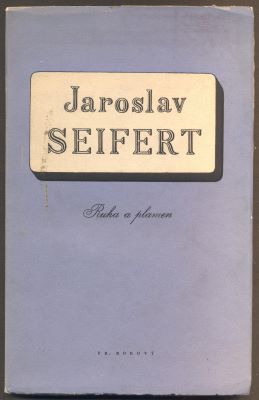 Jaroslav
SEIFERT
Ruka a plamen
FR. BOROVÝ